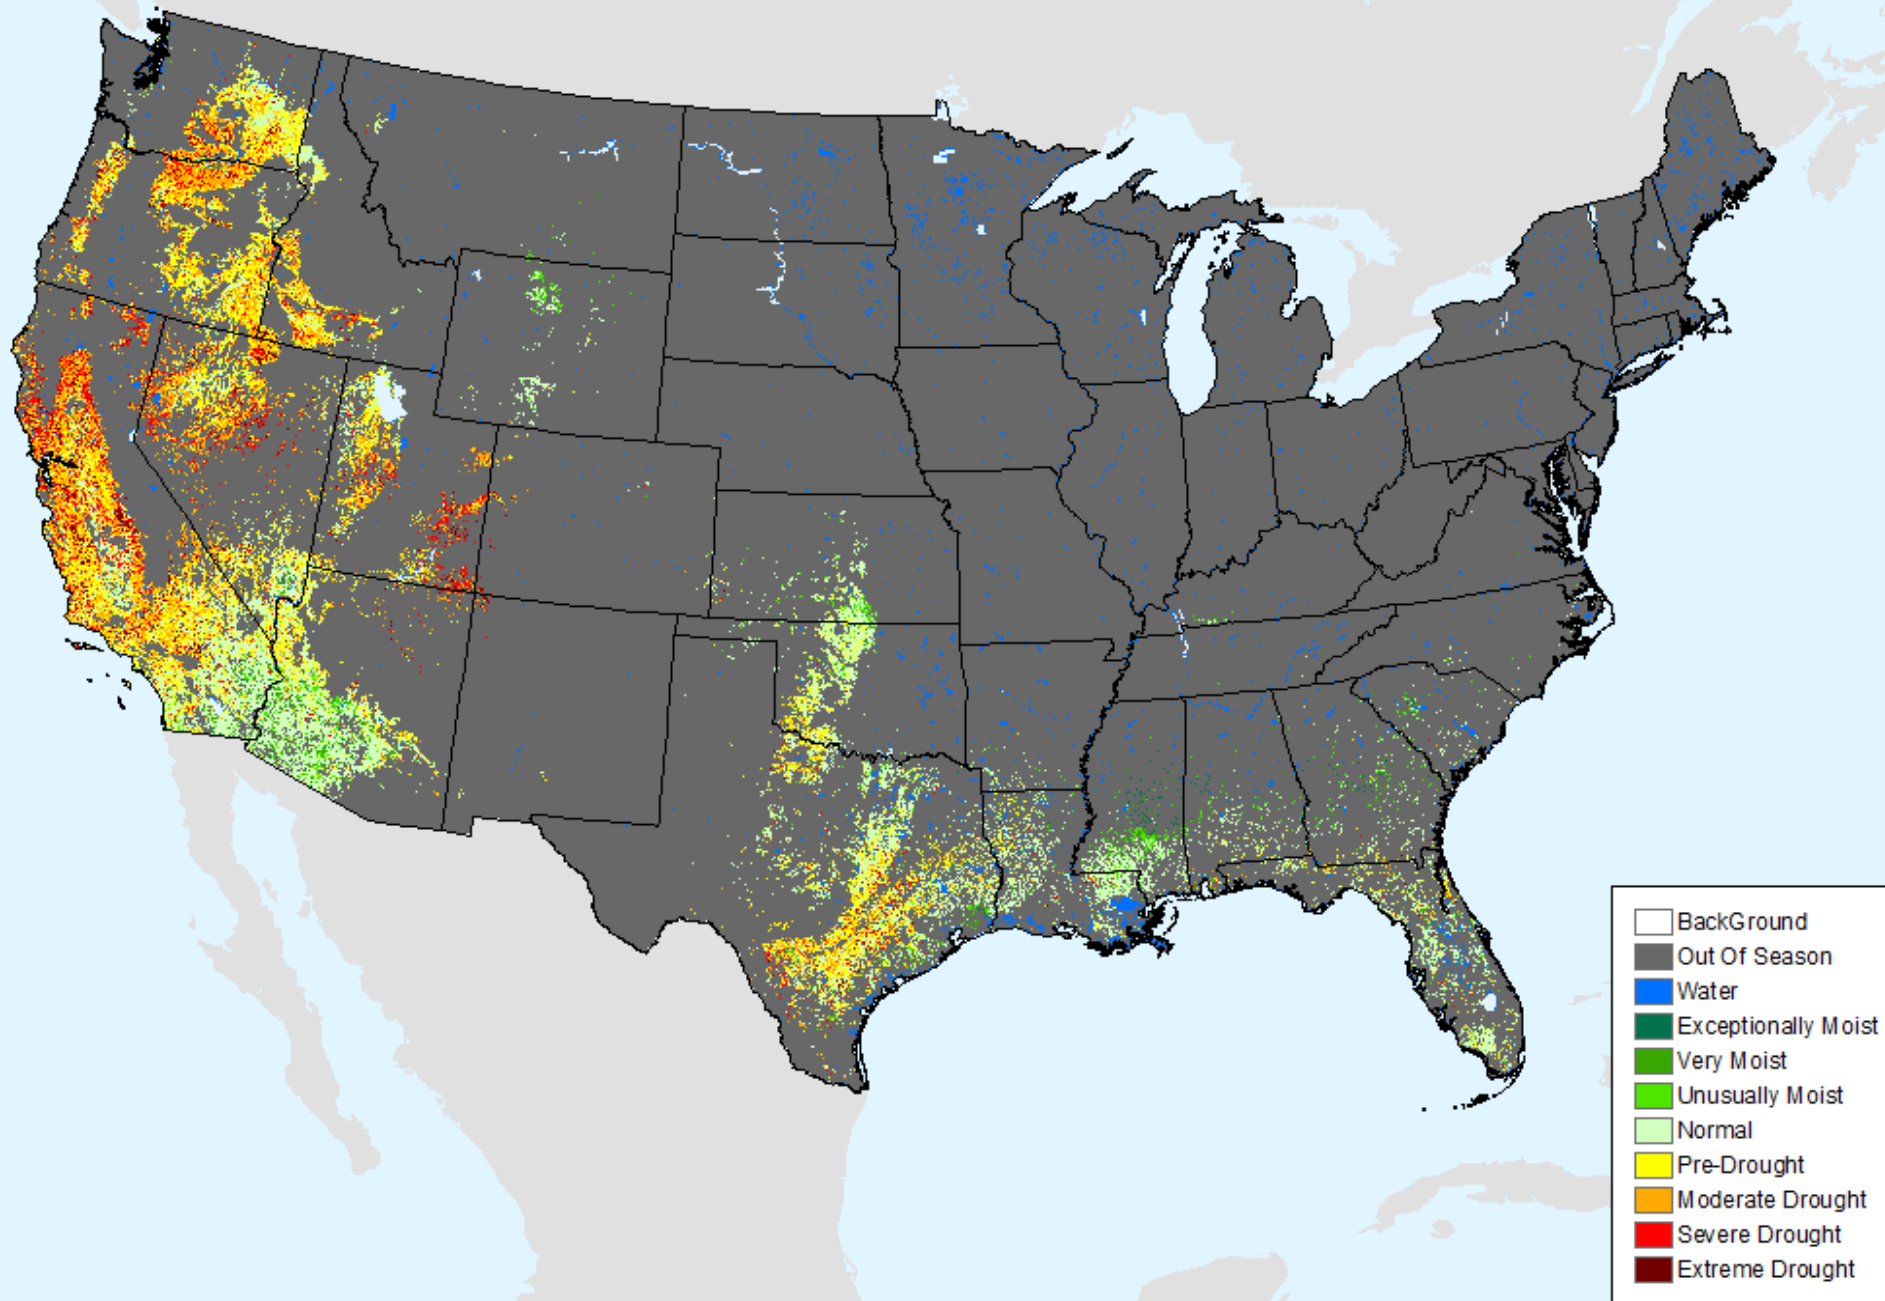 BackGround
Out Of Season
Water
Exceptionally Moist
Very Moist
Unusually Moist
Normal
Pre-Drought
Moderate Drought
Severe Drought
Extreme Drought